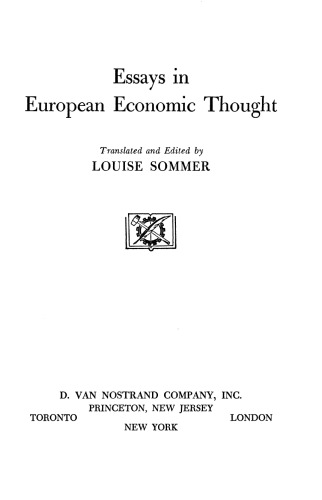 Essays in
European Economic Thought
Translated and Edited by
LOUISE SOMMER
D. VAN NOSTRAND COMPANY, INC.
PRINCETON, NEW JERSEY
TORONTO LONDON
NEW YORK